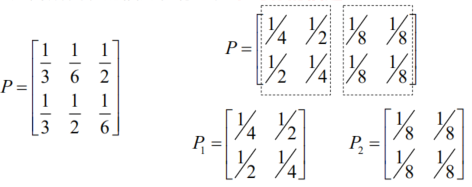 P = [1/3 1/6 1/2
1/3 1/2 1/6]
P = [1/4 1/2 1/8 1/8
1/2 1/4 1/8 1/8]
P₁ = [1/4 1/2
1/2 1/4]
P₂ = [1/8 1/8
1/8 1/8]